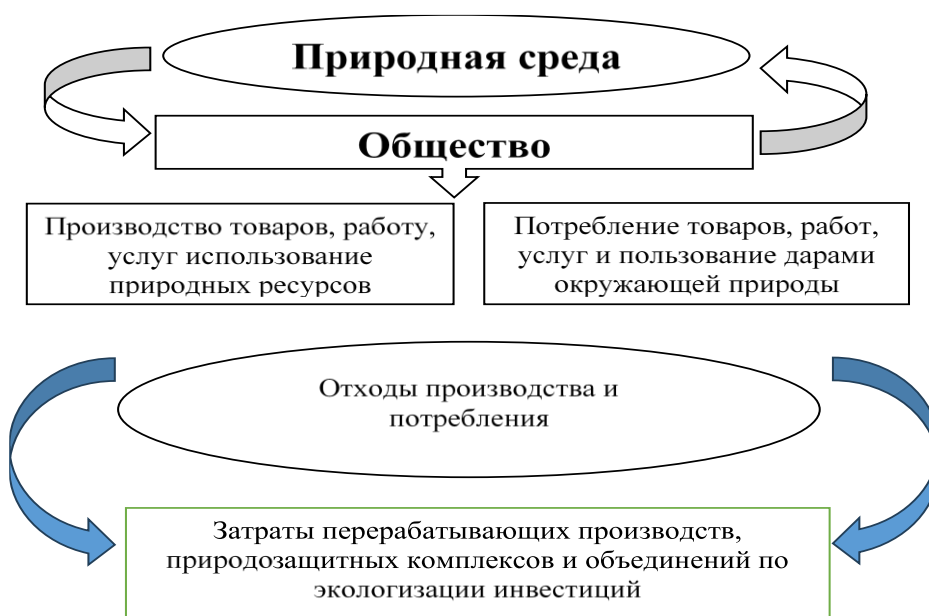 Природная среда
Общество
Производство товаров, работу,
услуг использование
природных ресурсов
Потребление товаров, работ,
услуг и пользование дарами
окружающей природы
Отходы производства и
потребления
Затраты перерабатывающих производств,
природозащитных комплексов и объединений по
экологизации инвестиций